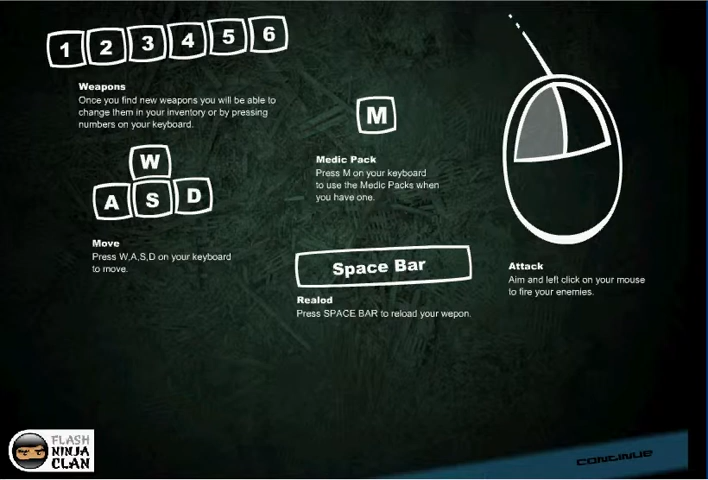 1 2 3 4 5 6
Weapons
Once you find new weapons you will be able to
change them in your inventory or by pressing
numbers on your keyboard.
M
Medic Pack
Press M on your keyboard
to use the Medic Packs when
you have one.
W
A S D
Move
Press W,A,S,D on your keyboard
to move.
Space Bar
Realod
Press SPACE BAR to reload your wepon.
Attack
Aim and left click on your mouse
to fire your enemies.
FLASH
NINJA
CLAN
CONTINUE